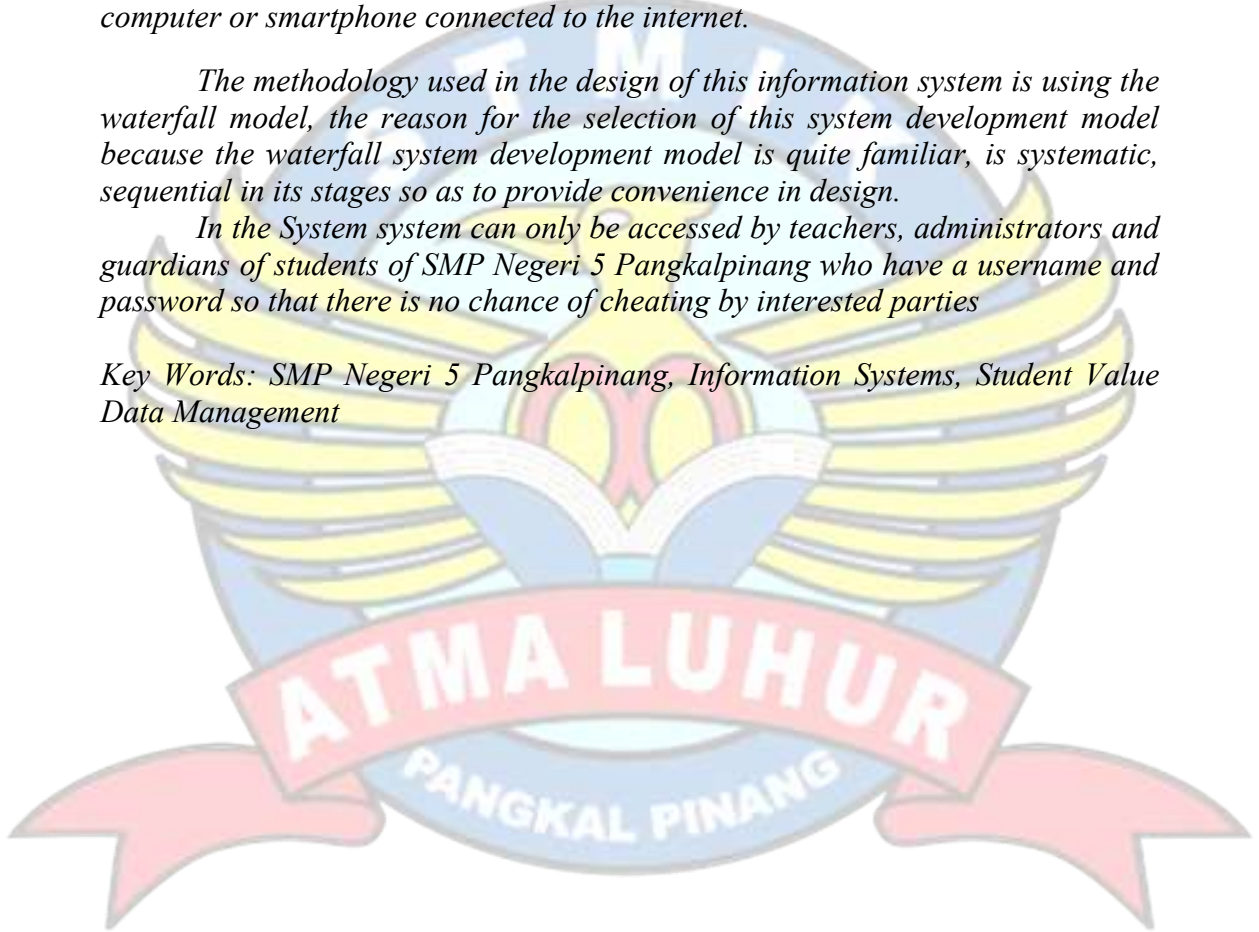 computer or smartphone connected to the internet.
The methodology used in the design of this information system is using the
waterfall model, the reason for the selection of this system development model
because the waterfall system development model is quite familiar, is systematic,
sequential in its stages so as to provide convenience in design.
In the System system can only be accessed by teachers, administrators and
guardians of students of SMP Negeri 5 Pangkalpinang who have a username and
password so that there is no chance of cheating by interested parties
Key Words: SMP Negeri 5 Pangkalpinang, Information Systems, Student Value
Data Management
STMIK
ATMA LUHUR
PANGKAL PINANG